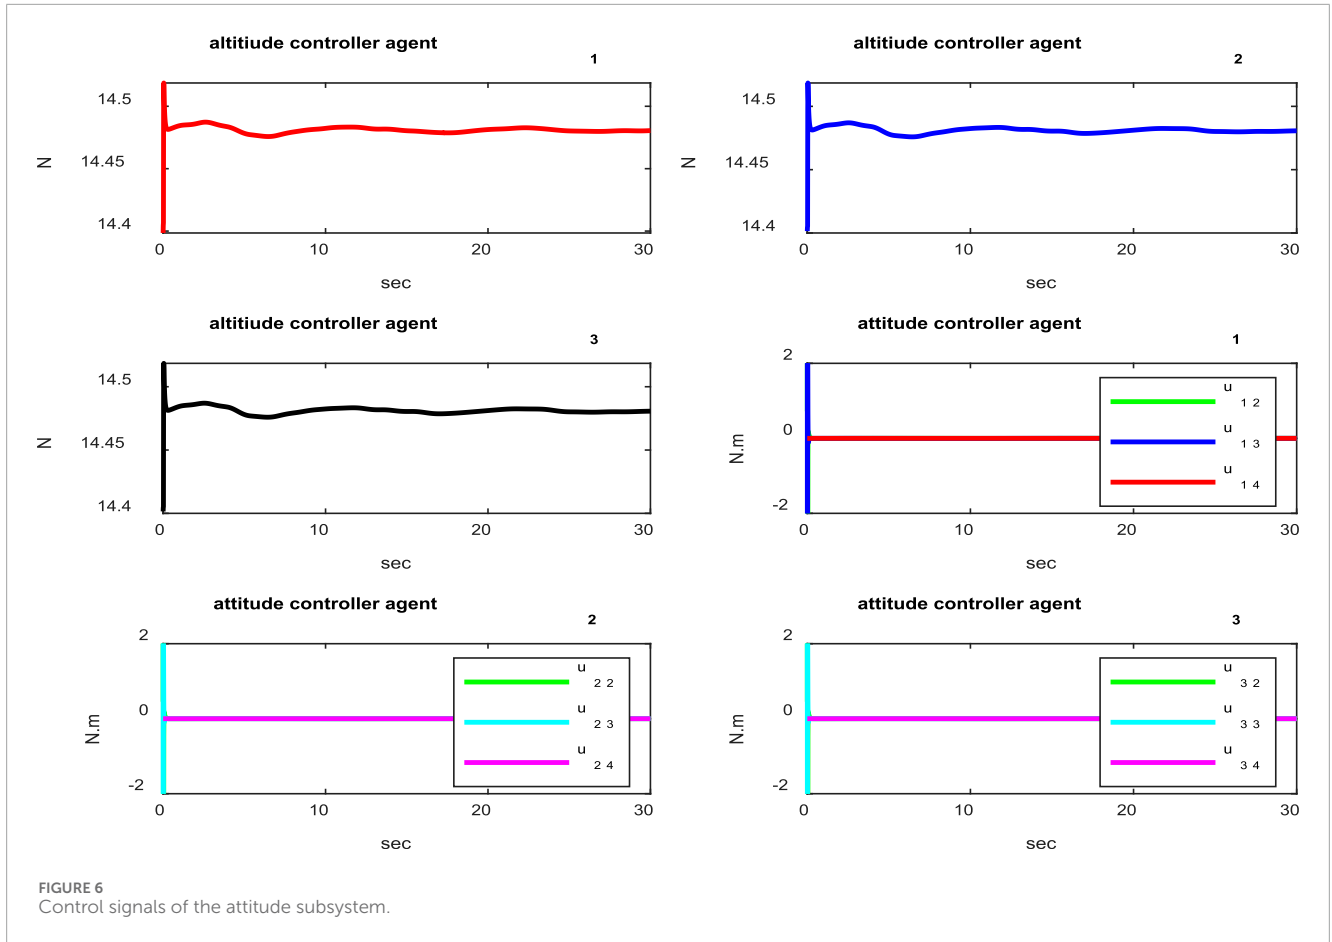 altitiude controller agent
1
14.5
14.45
14.4
N
0 10 20 30
sec
altitiude controller agent
2
14.5
14.45
14.4
N
0 10 20 30
sec
altitiude controller agent
3
14.5
14.45
14.4
N
0 10 20 30
sec
attitude controller agent
1
2
0
-2
N.m
u 1 2
u 1 3
u 1 4
0 10 20 30
sec
attitude controller agent
2
2
0
-2
N.m
u 2 2
u 2 3
u 2 4
0 10 20 30
sec
attitude controller agent
3
2
0
-2
N.m
u 3 2
u 3 3
u 3 4
0 10 20 30
sec
FIGURE 6
Control signals of the attitude subsystem.